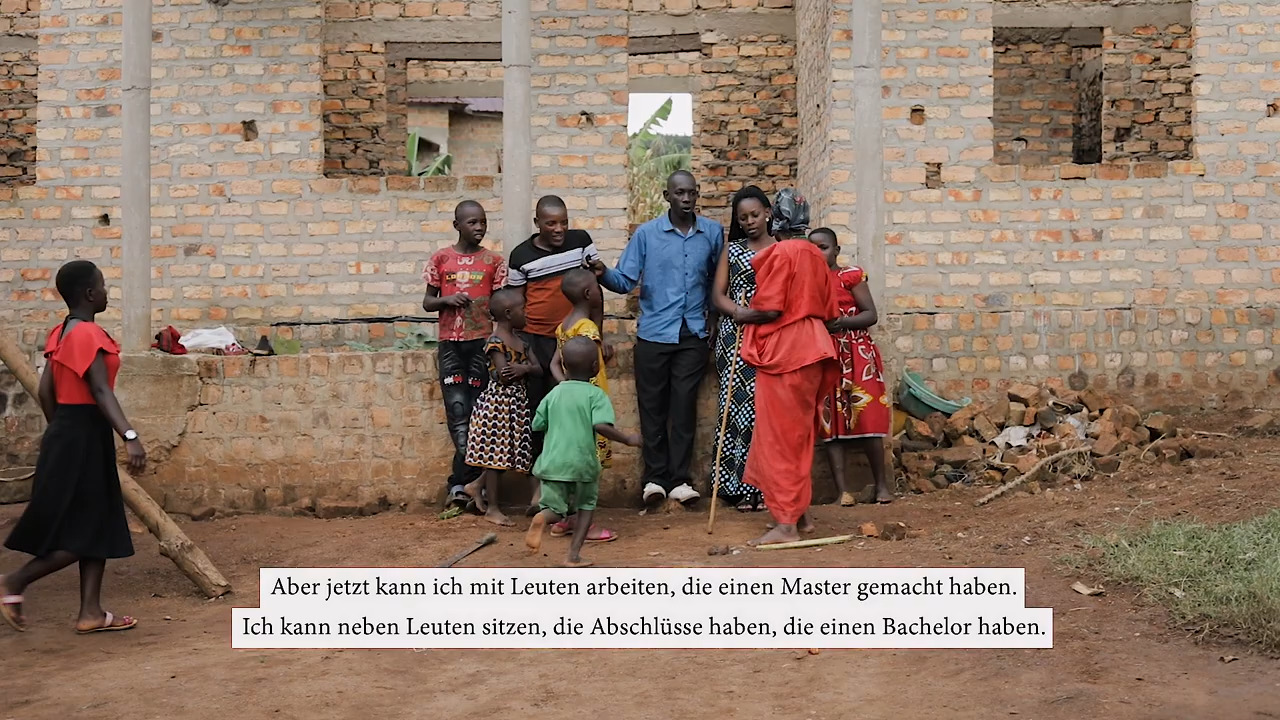 Aber jetzt kann ich mit Leuten arbeiten, die einen Master gemacht haben.
Ich kann neben Leuten sitzen, die Abschlüsse haben, die einen Bachelor haben.